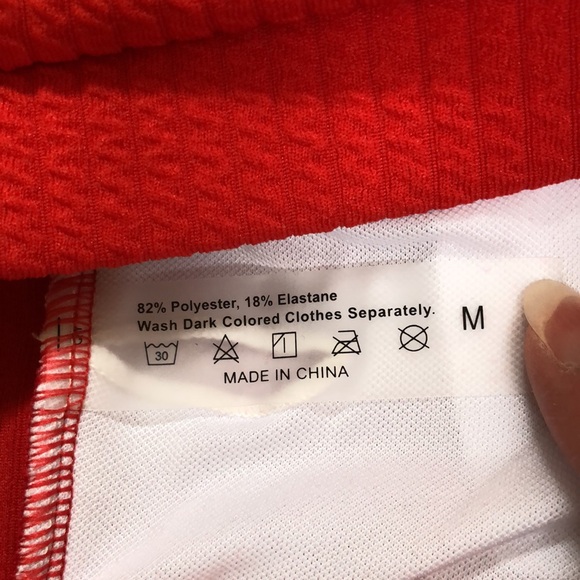 82% Polyester, 18% Elastane
Wash Dark Colored Clothes Separately.
M
30
MADE IN CHINA